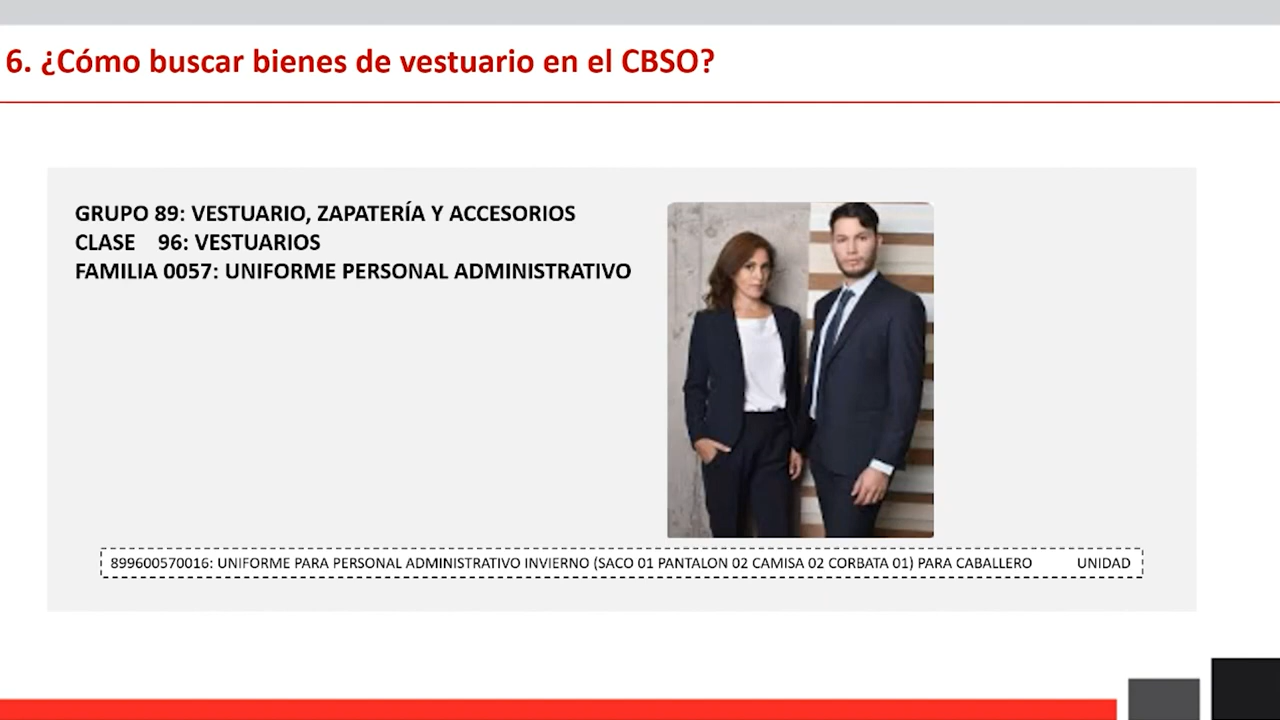 6. ¿Cómo buscar bienes de vestuario en el CBSO?
GRUPO 89: VESTUARIO, ZAPATERÍA Y ACCESORIOS
CLASE 96: VESTUARIOS
FAMILIA 0057: UNIFORME PERSONAL ADMINISTRATIVO
899600570016: UNIFORME PARA PERSONAL ADMINISTRATIVO INVIERNO (SACO 01 PANTALON 02 CAMISA 02 CORBATA 01) PARA CABALLERO UNIDAD